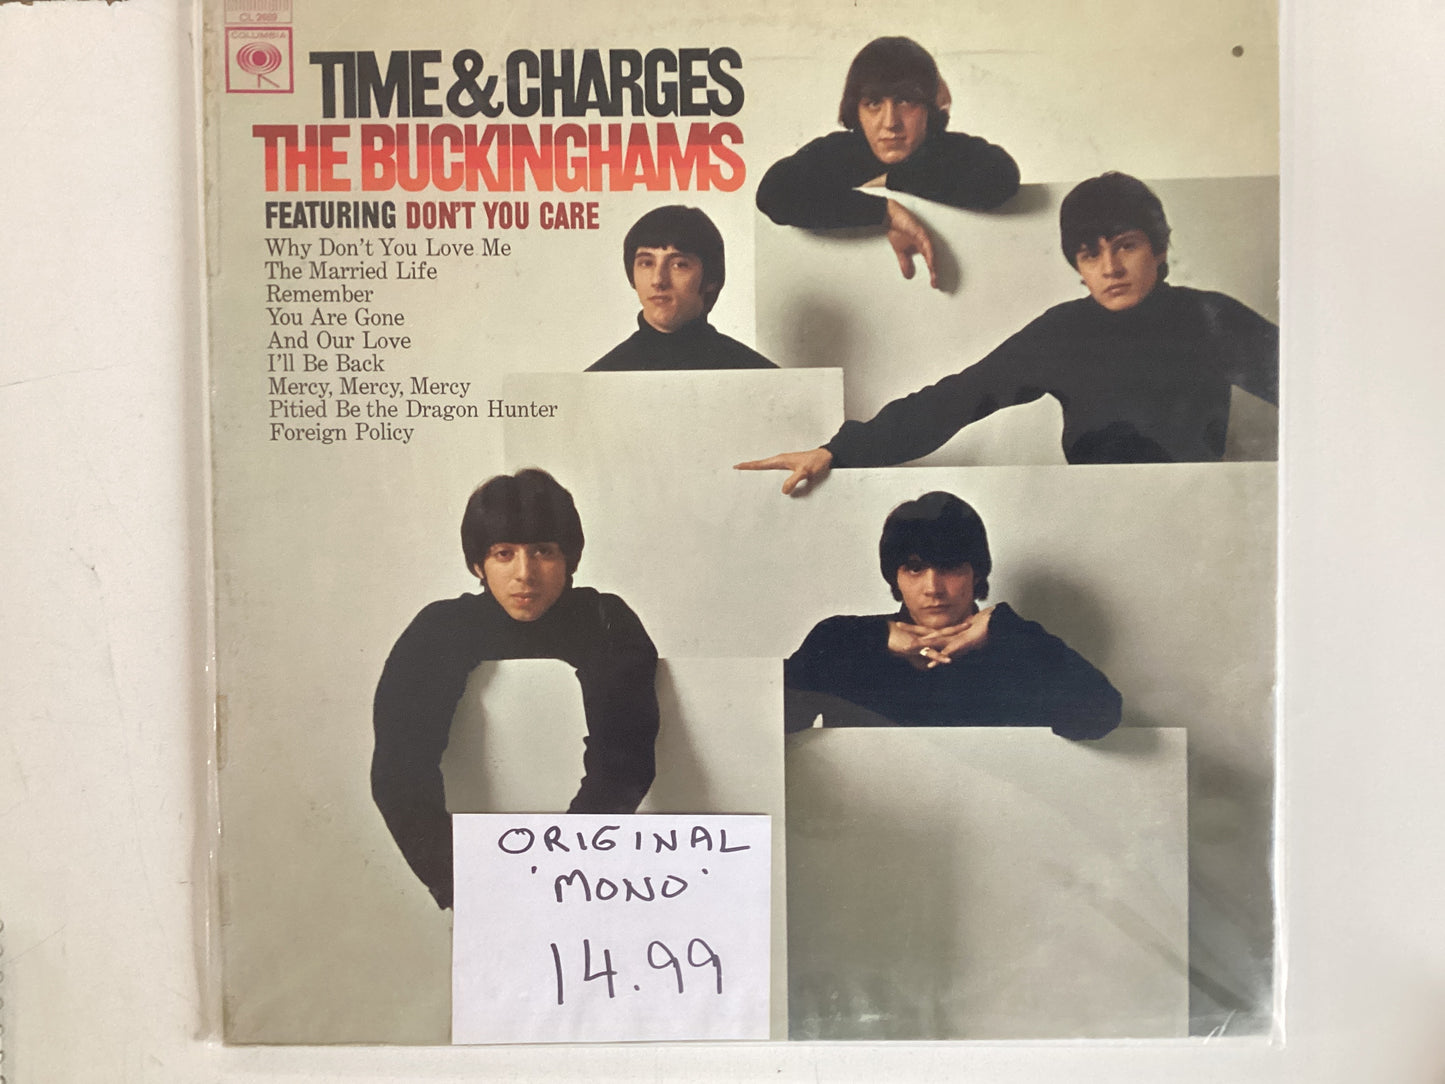 CL 2669
COLUMBIA
TIME & CHARGES
THE BUCKINGHAMS
FEATURING DON'T YOU CARE
Why Don't You Love Me
The Married Life
Remember
You Are Gone
And Our Love
I'll Be Back
Mercy, Mercy, Mercy
Pitied Be the Dragon Hunter
Foreign Policy
ORIGINAL
'MONO'
14.99